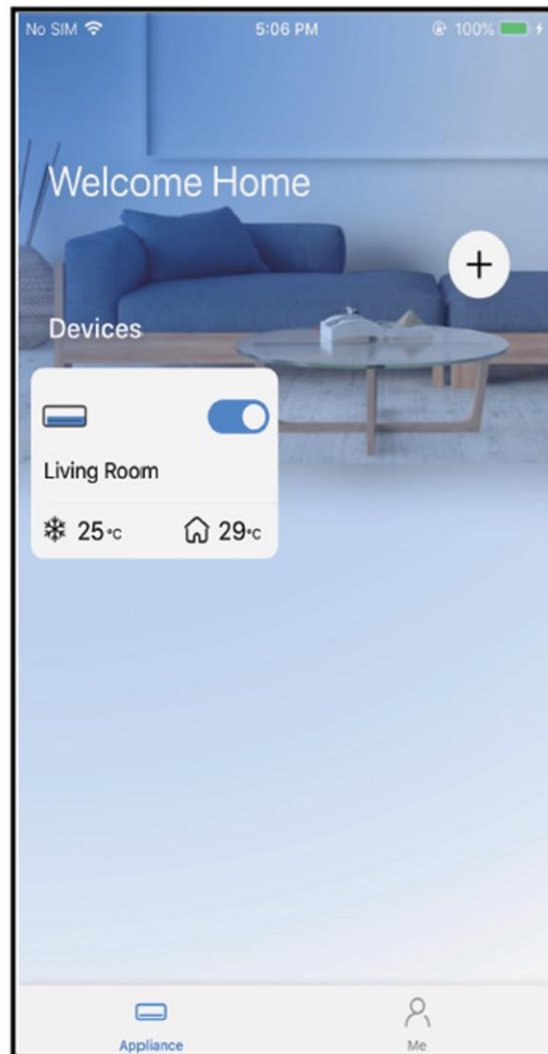 No SIM 5:06 PM 100%
Welcome Home
+
Devices
Living Room
25°C 29°C
Appliance Me